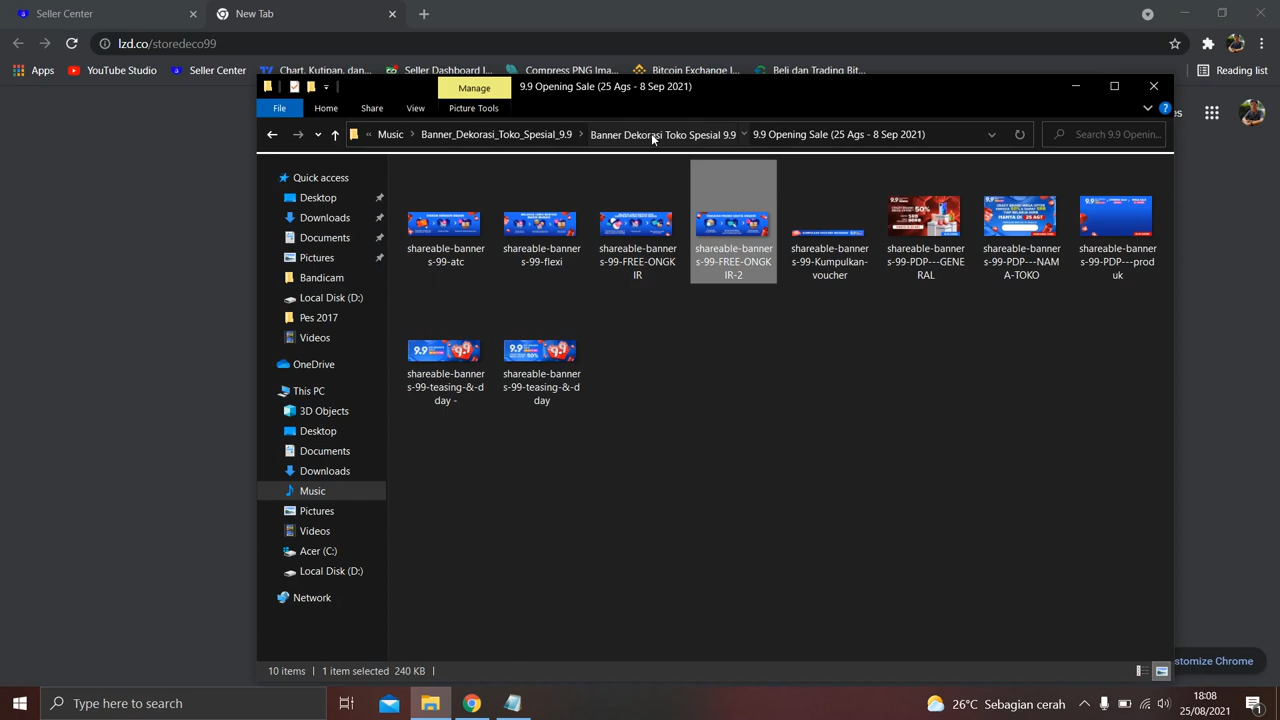 Seller Center
New Tab
lzd.co/storedeco99
Apps
YouTube Studio
Seller Center
Chart, Kutipan, dan...
Seller Dashboard I...
Compress PNG Ima...
Bitcoin Exchange I...
Beli dan Trading Bit...
Reading list
Manage
9.9 Opening Sale (25 Ags - 8 Sep 2021)
File
Home
Share
View
Picture Tools
Music
Banner_Dekorasi_Toko_Spesial_9.9
Banner Dekorasi Toko Spesial 9.9
9.9 Opening Sale (25 Ags - 8 Sep 2021)
Search 9.9 Openin...
Quick access
Desktop
Downloads
Documents
Pictures
Bandicam
Local Disk (D:)
Pes 2017
Videos
OneDrive
This PC
3D Objects
Desktop
Documents
Downloads
Music
Pictures
Videos
Acer (C:)
Local Disk (D:)
Network
shareable-banner
s-99-atc
shareable-banner
s-99-flexi
shareable-banner
s-99-FREE-ONGK
IR
shareable-banner
s-99-FREE-ONGK
IR-2
shareable-banner
s-99-Kumpulkan-
voucher
shareable-banner
s-99-PDP---GENE
RAL
shareable-banner
s-99-PDP---NAM
A-TOKO
shareable-banner
s-99-PDP---prod
uk
shareable-banner
s-99-teasing-&-d
day -
shareable-banner
s-99-teasing-&-d
day
10 items
1 item selected 240 KB
stomize Chrome
Type here to search
26°C Sebagian cerah
18:08
25/08/2021